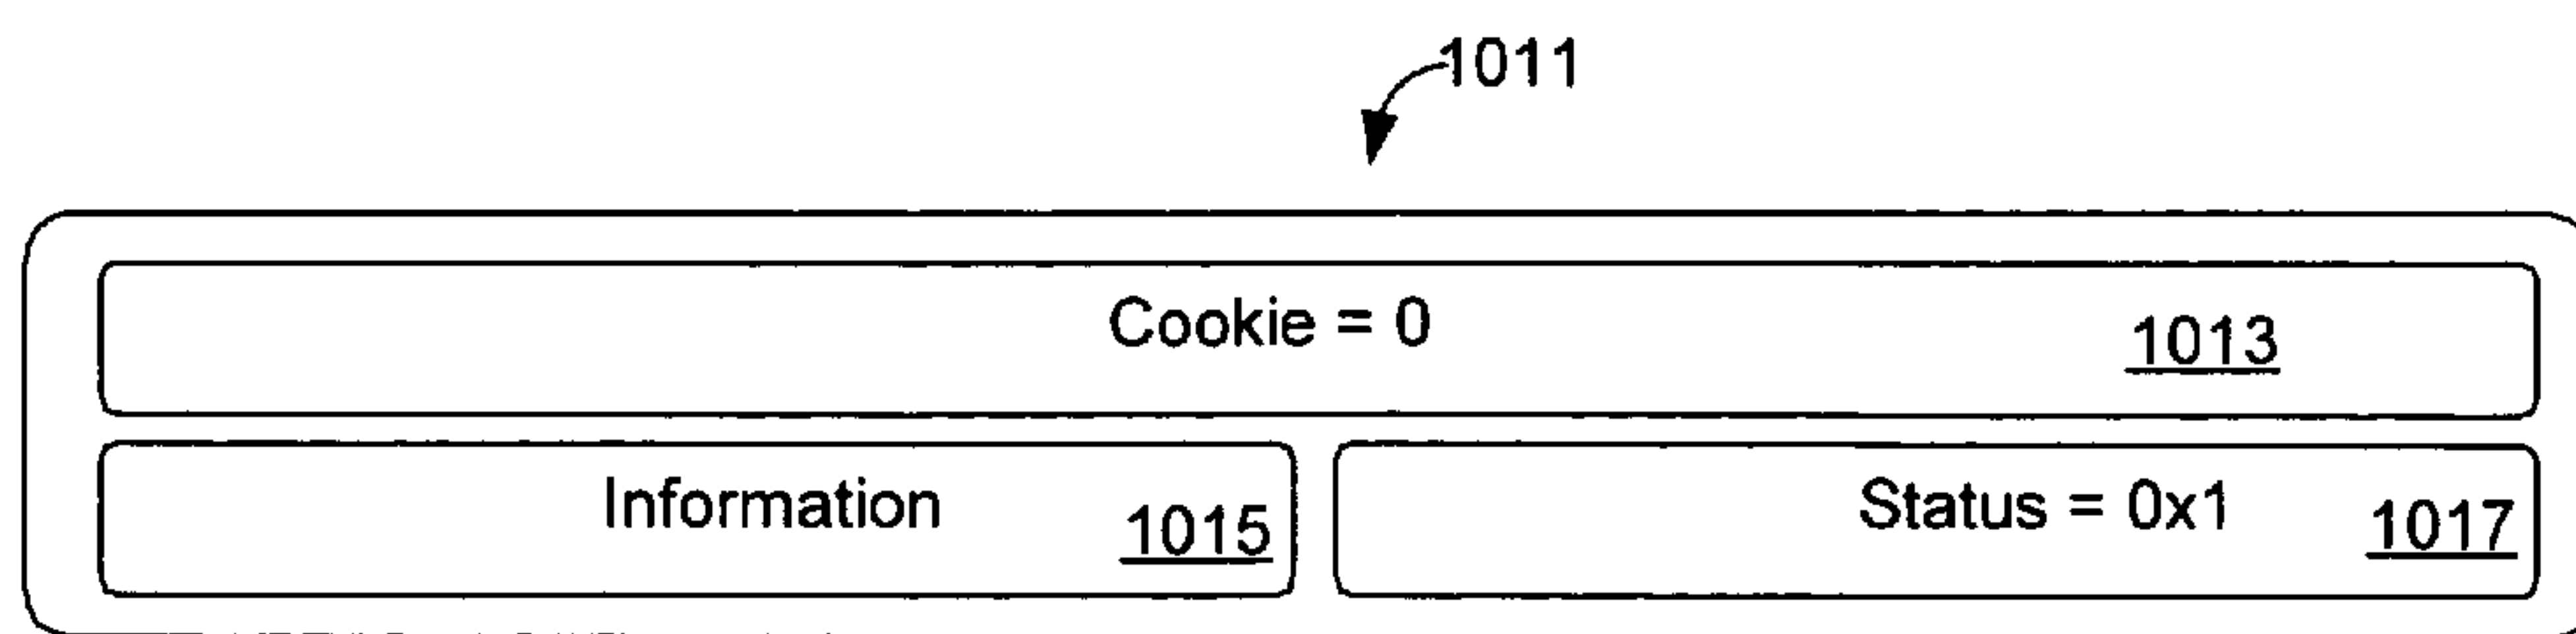 1011
Cookie = 0 1013
Information 1015 Status = 0x1 1017